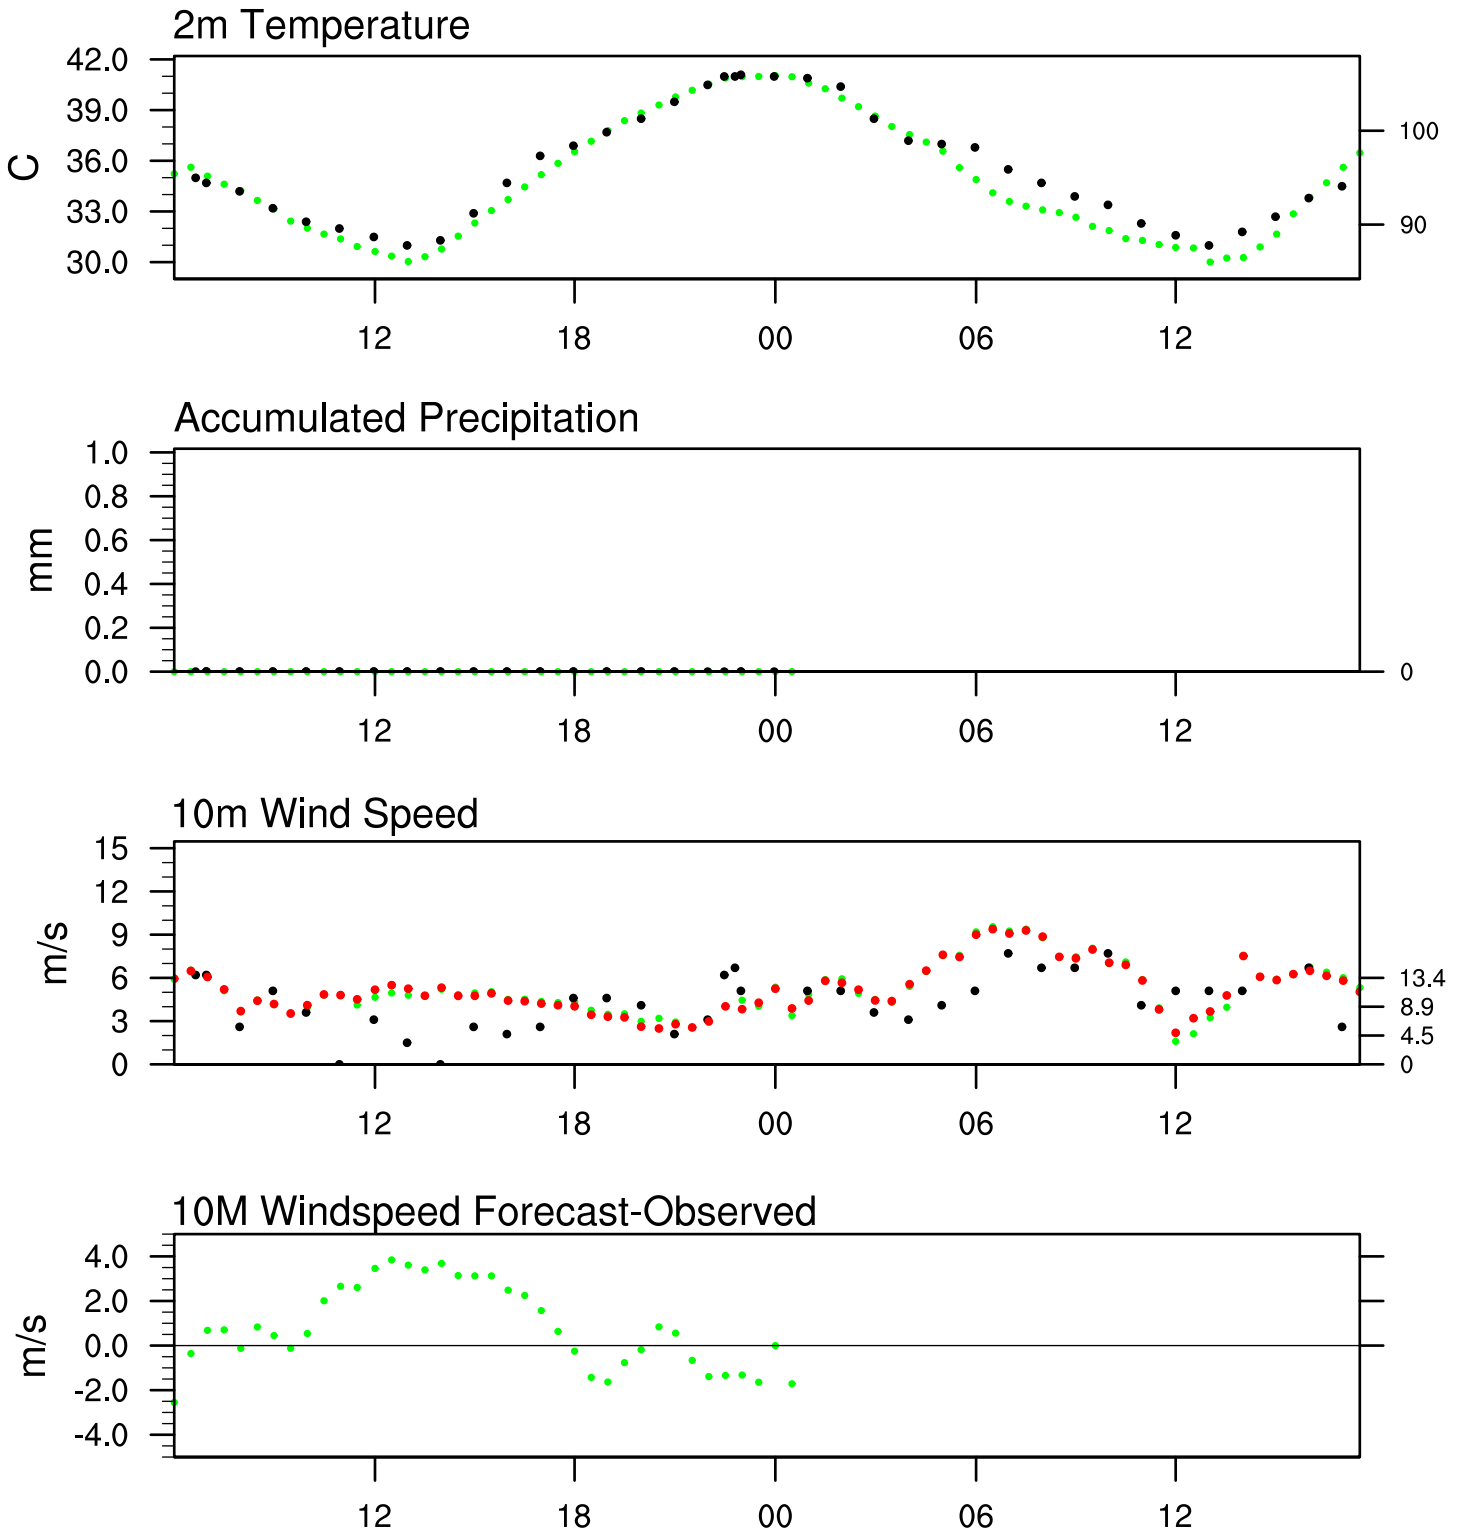 2m Temperature
42.0
39.0
36.0
33.0
30.0
C
100
90
12 18 00 06 12
Accumulated Precipitation
1.0
0.8
0.6
0.4
0.2
0.0
mm
0
12 18 00 06 12
10m Wind Speed
15
12
9
6
3
0
m/s
13.4
8.9
4.5
0
12 18 00 06 12
10M Windspeed Forecast-Observed
4.0
2.0
0.0
-2.0
-4.0
m/s
12 18 00 06 12